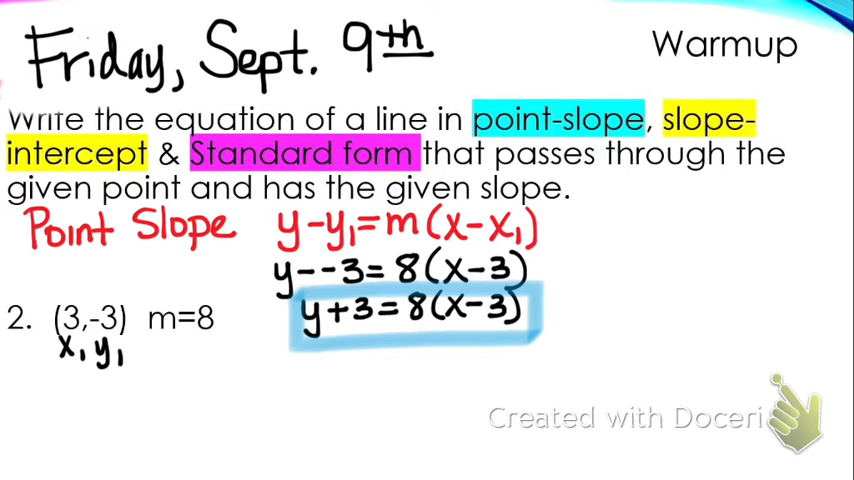 Friday, Sept. 9th
Warmup
Write the equation of a line in point-slope, slope-
intercept & Standard form that passes through the
given point and has the given slope.
Point Slope y-y₁=m(x-x₁)
y--3=8(x-3)
y+3=8(x-3)
2. (3,-3) m=8
x₁ y₁
Created with Doceri